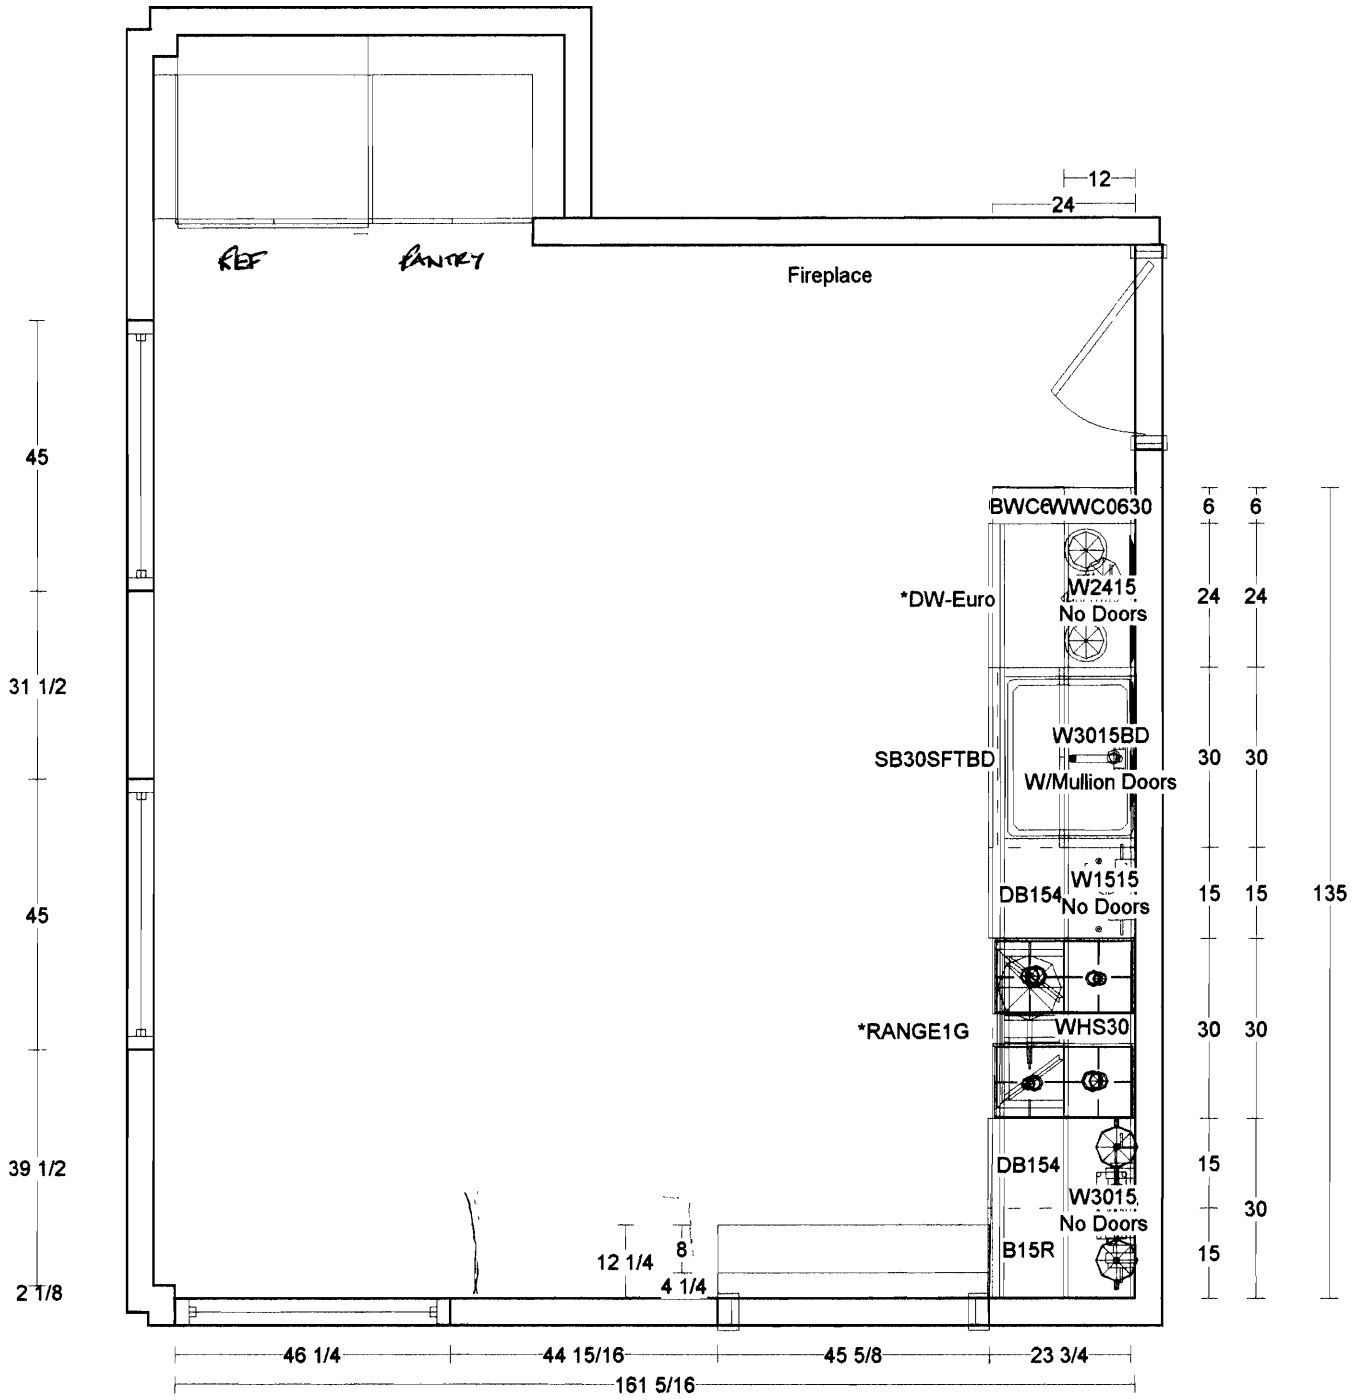 12
24
REF
PANTRY
Fireplace
45
BWC6
WWC0630
6
6
W2415
*DW-Euro
24
24
No Doors
31 1/2
W3015BD
SB30SFTBD
30
30
W/Mullion Doors
W1515
DB154
15
15
135
No Doors
45
*RANGE1G
WHS30
30
30
DB154
15
39 1/2
W3015
30
No Doors
8
B15R
15
12 1/4
4 1/4
2 1/8
46 1/4
44 15/16
45 5/8
23 3/4
161 5/16